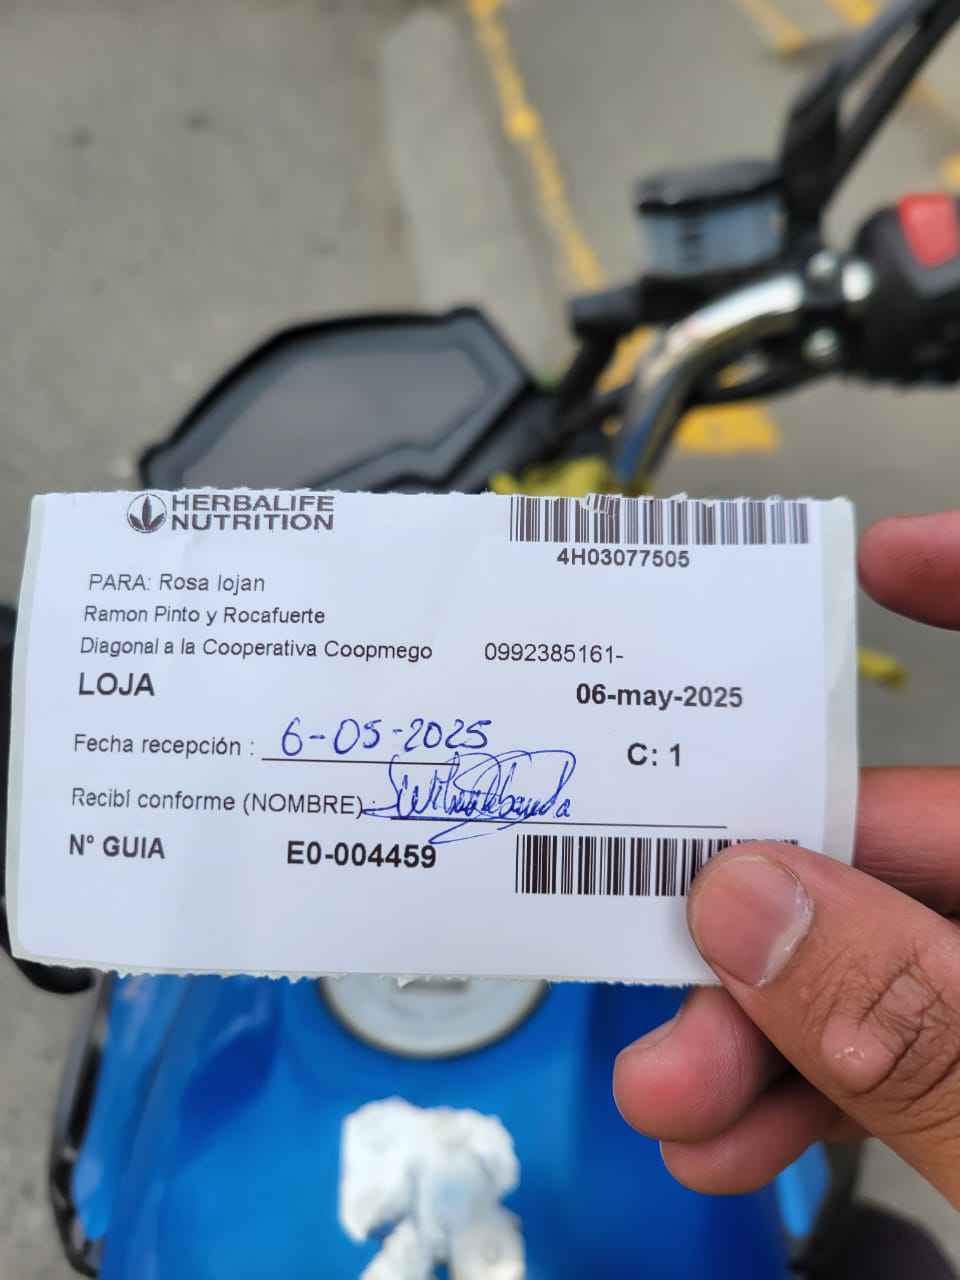 HERBALIFE
NUTRITION
4H03077505
PARA: Rosa lojan
Ramon Pinto y Rocafuerte
Diagonal a la Cooperativa Coopmego 0992385161-
LOJA
06-may-2025
Fecha recepción : 6-05-2025
C: 1
Recibí conforme (NOMBRE) :
N° GUIA E0-004459